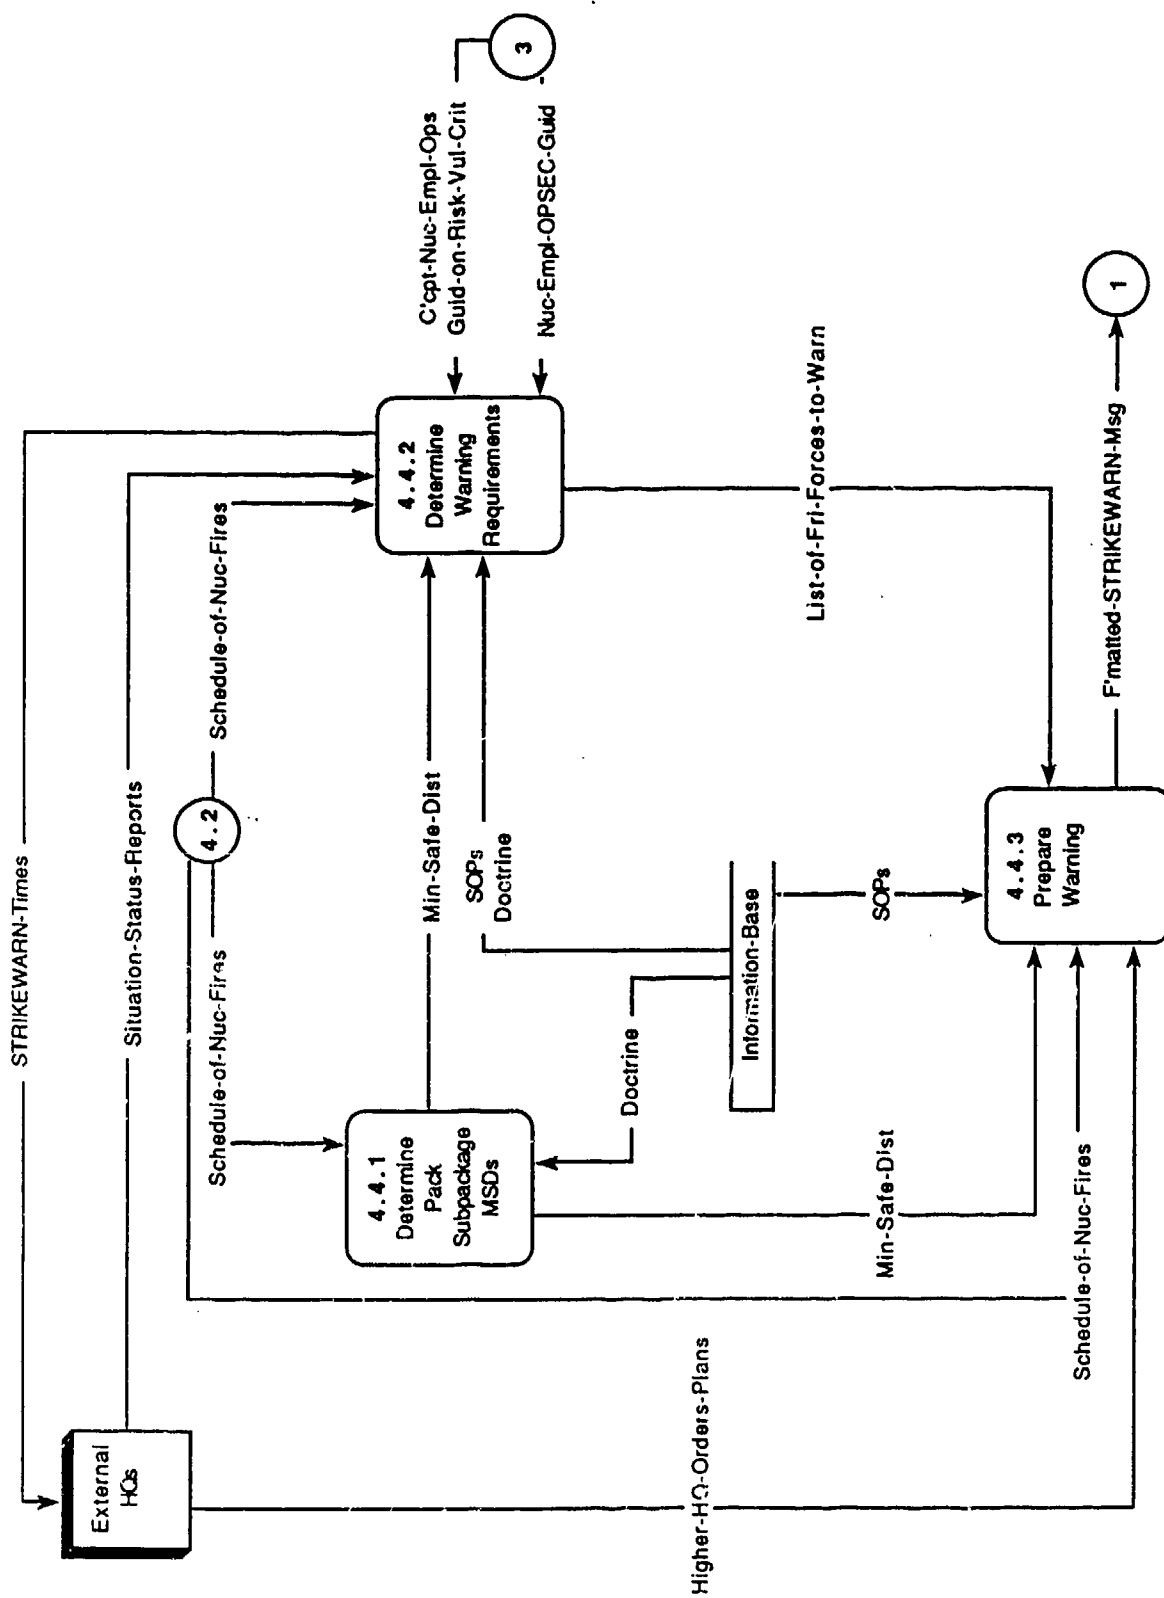 STRIKEWARN-Times
Situation-Status-Reports
External
HQs
Schedule-of-Nuc-Fires
4.2
Schedule-of-Nuc-Fires
C'cpt-Nuc-Empl-Ops
Guid-on-Risk-Vul-Crit
3
Nuc-Empl-OPSEC-Guid
4.4.1
Determine
Pack
Subpackage
MSDs
Min-Safe-Dist
4.4.2
Determine
Warning
Requirements
SOPs
Doctrine
Doctrine
Information-Base
Higher-HQ-Orders-Plans
Min-Safe-Dist
SOPs
List-of-Fri-Forces-to-Warn
Schedule-of-Nuc-Fires
4.4.3
Prepare
Warning
F'matted-STRIKEWARN-Msg
1